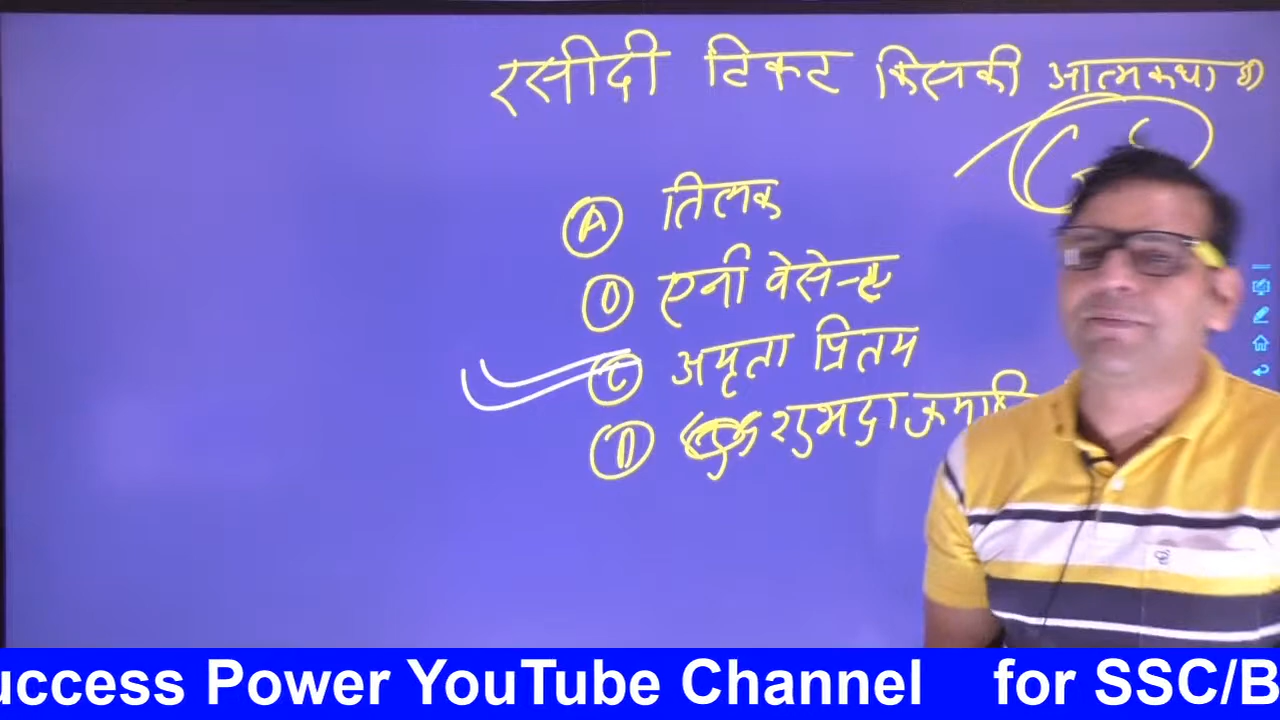 रसीदी टिकट किसकी आत्मकथा है
A तिलक
एनी वेसेन्ट
C अमृता प्रितम
D शुभद्रा कुमारी
uccess Power YouTube Channel for SSC/B